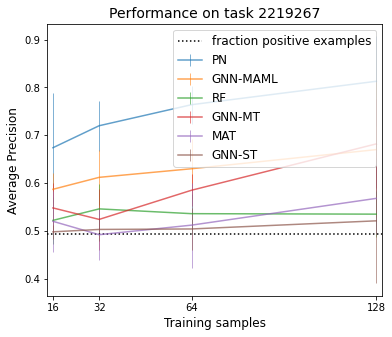 Performance on task 2219267
0.9
0.8
0.7
0.6
0.5
0.4
Average Precision
fraction positive examples
PN
GNN-MAML
RF
GNN-MT
MAT
GNN-ST
16
32
64
128
Training samples